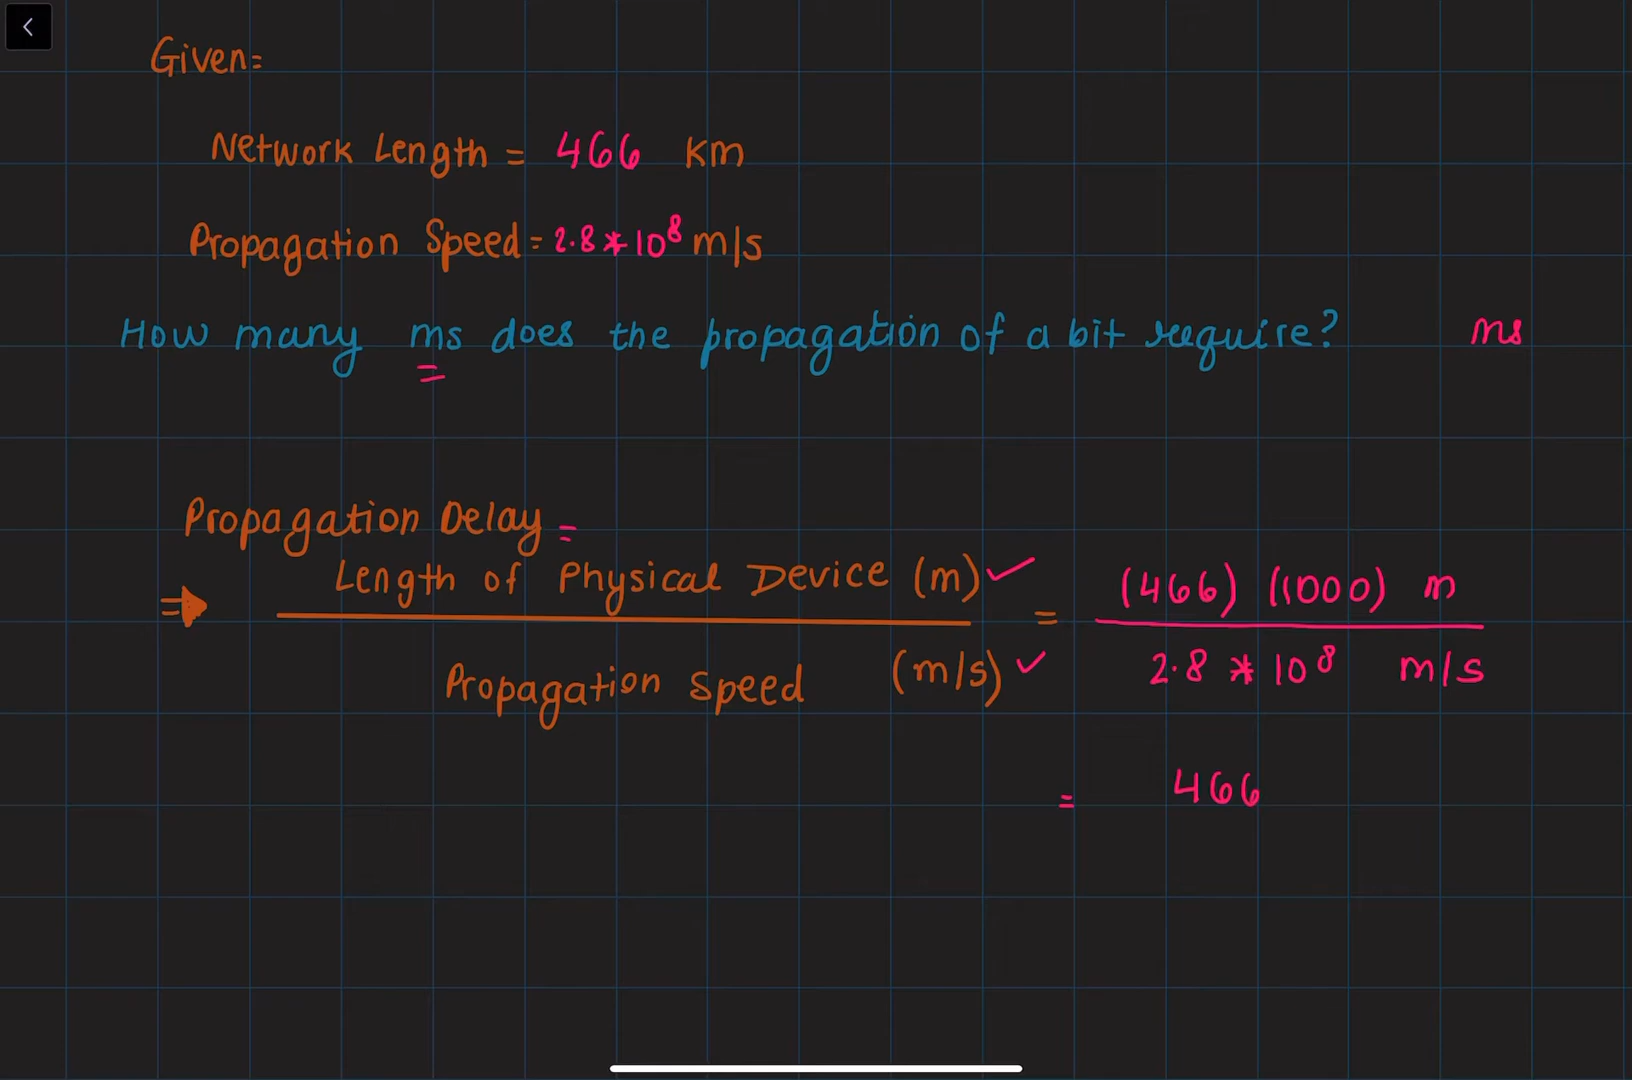 Given=
Network Length = 466 Km
Propagation Speed = 2.8 * 10^8 m/s
How many ms does the propagation of a bit require? ms
Propagation Delay =
⇒ Length of Physical Device (m) ✓ = (466) (1000) m
Propagation Speed (m/s) ✓ 2.8 * 10^8 m/s
= 466